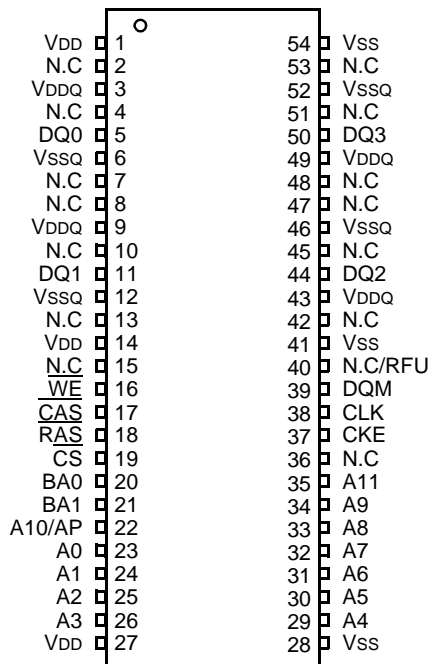 VDD 1 54 VSS
N.C 2 53 N.C
VDDQ 3 52 VSSQ
N.C 4 51 N.C
DQ0 5 50 DQ3
VSSQ 6 49 VDDQ
N.C 7 48 N.C
N.C 8 47 N.C
VDDQ 9 46 VSSQ
N.C 10 45 N.C
DQ1 11 44 DQ2
VSSQ 12 43 VDDQ
N.C 13 42 N.C
VDD 14 41 VSS
N.C 15 40 N.C/RFU
WE 16 39 DQM
CAS 17 38 CLK
RAS 18 37 CKE
CS 19 36 N.C
BA0 20 35 A11
BA1 21 34 A9
A10/AP 22 33 A8
A0 23 32 A7
A1 24 31 A6
A2 25 30 A5
A3 26 29 A4
VDD 27 28 VSS